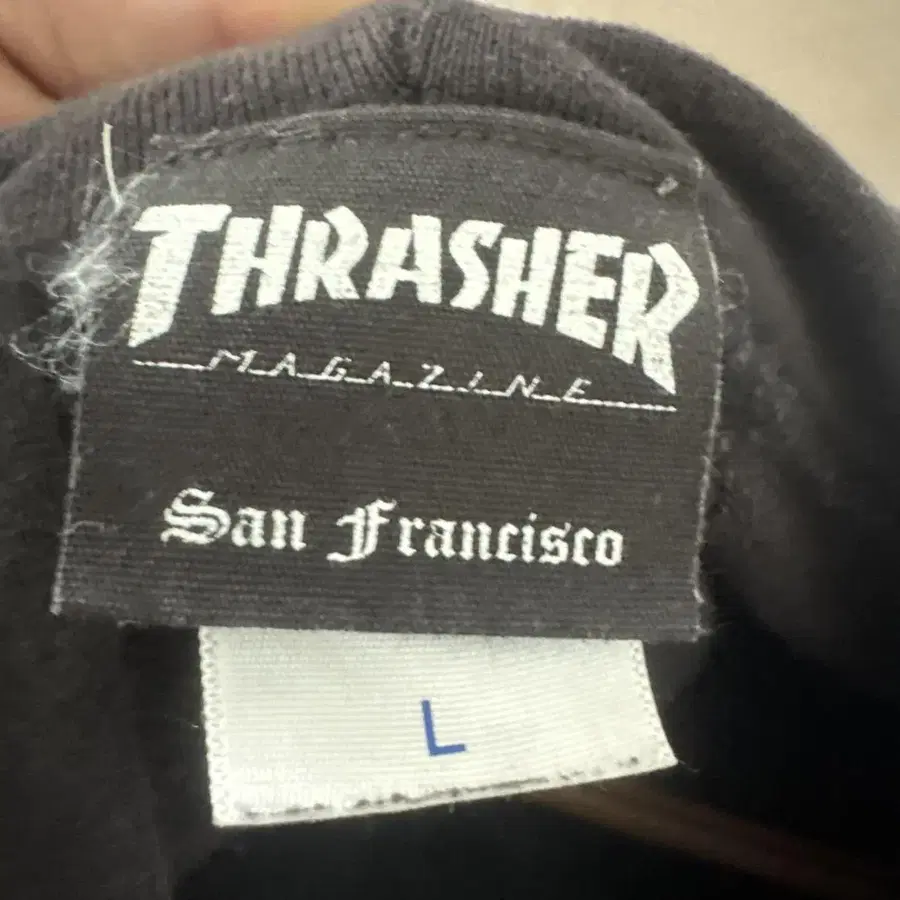 THRASHER
MAGAZINE
San Francisco
L